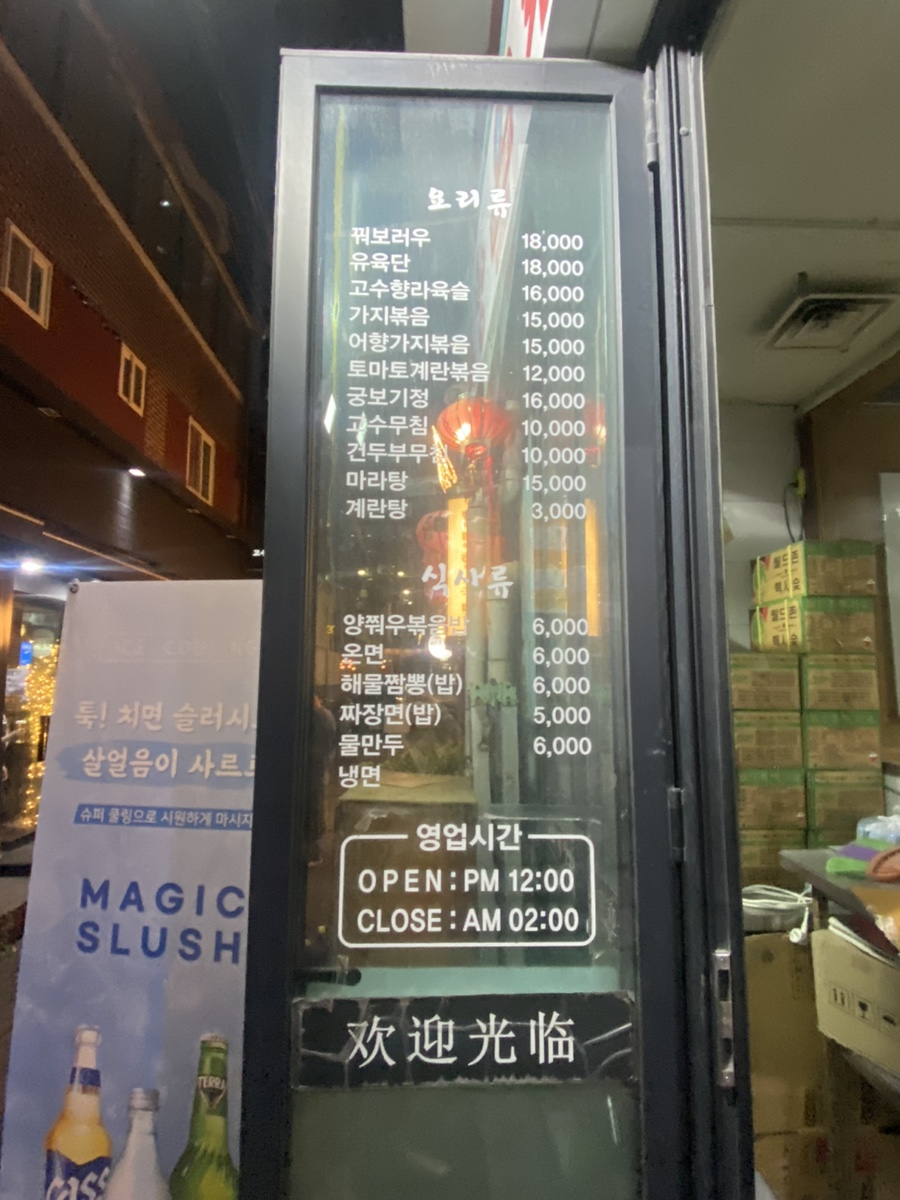 요리류
꿔보러우 18,000
유육단 18,000
고수향라육슬 16,000
가지볶음 15,000
어향가지볶음 15,000
토마토계란볶음 12,000
궁보기정 16,000
고수무침 10,000
건두부무침 10,000
마라탕 15,000
계란탕 3,000
식사류
양쭤우볶음밥 6,000
온면 6,000
해물짬뽕(밥) 6,000
짜장면(밥) 5,000
물만두 6,000
냉면
영업시간
OPEN : PM 12:00
CLOSE : AM 02:00
欢迎光临
툭! 치면 슬러시
살얼음이 사르르
슈퍼 쿨링으로 시원하게 마시자
MAGIC
SLUSH
Cass
TERRA